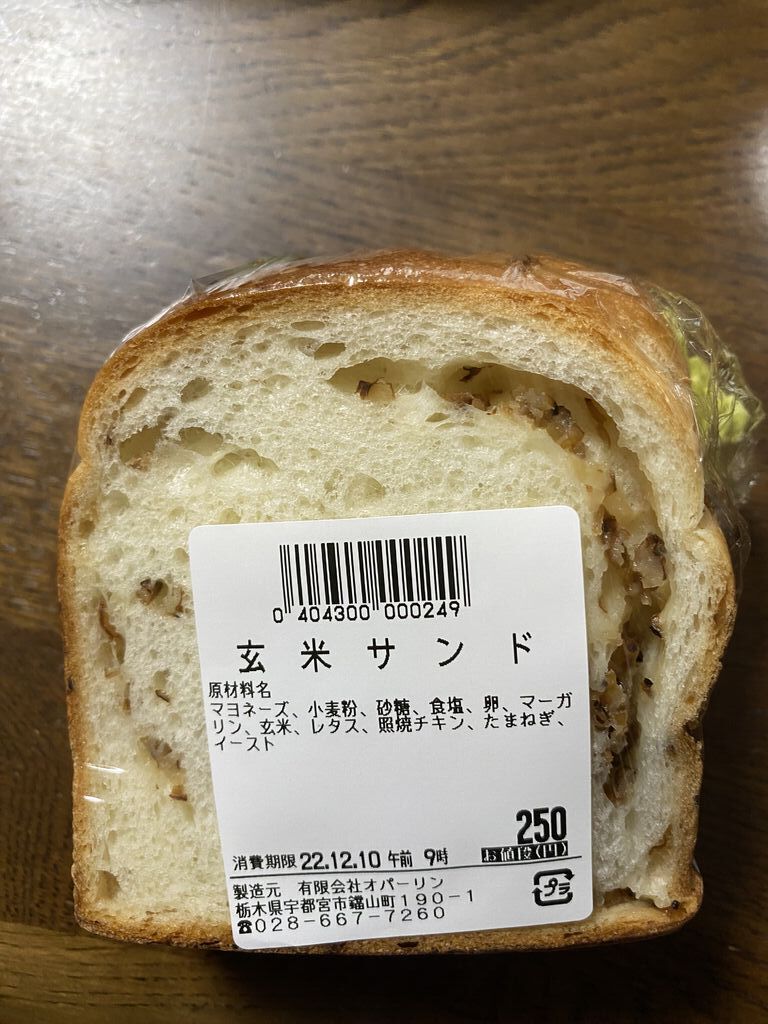 0 404300 000249
玄米サンド
原材料名
マヨネーズ、小麦粉、砂糖、食塩、卵、マーガ
リン、玄米、レタス、照焼チキン、たまねぎ、
イースト
250
消費期限 22.12.10 午前 9時 お値段(円)
製造元 有限会社オパーリン
栃木県宇都宮市鐺山町190-1
☎028-667-7260
プラ